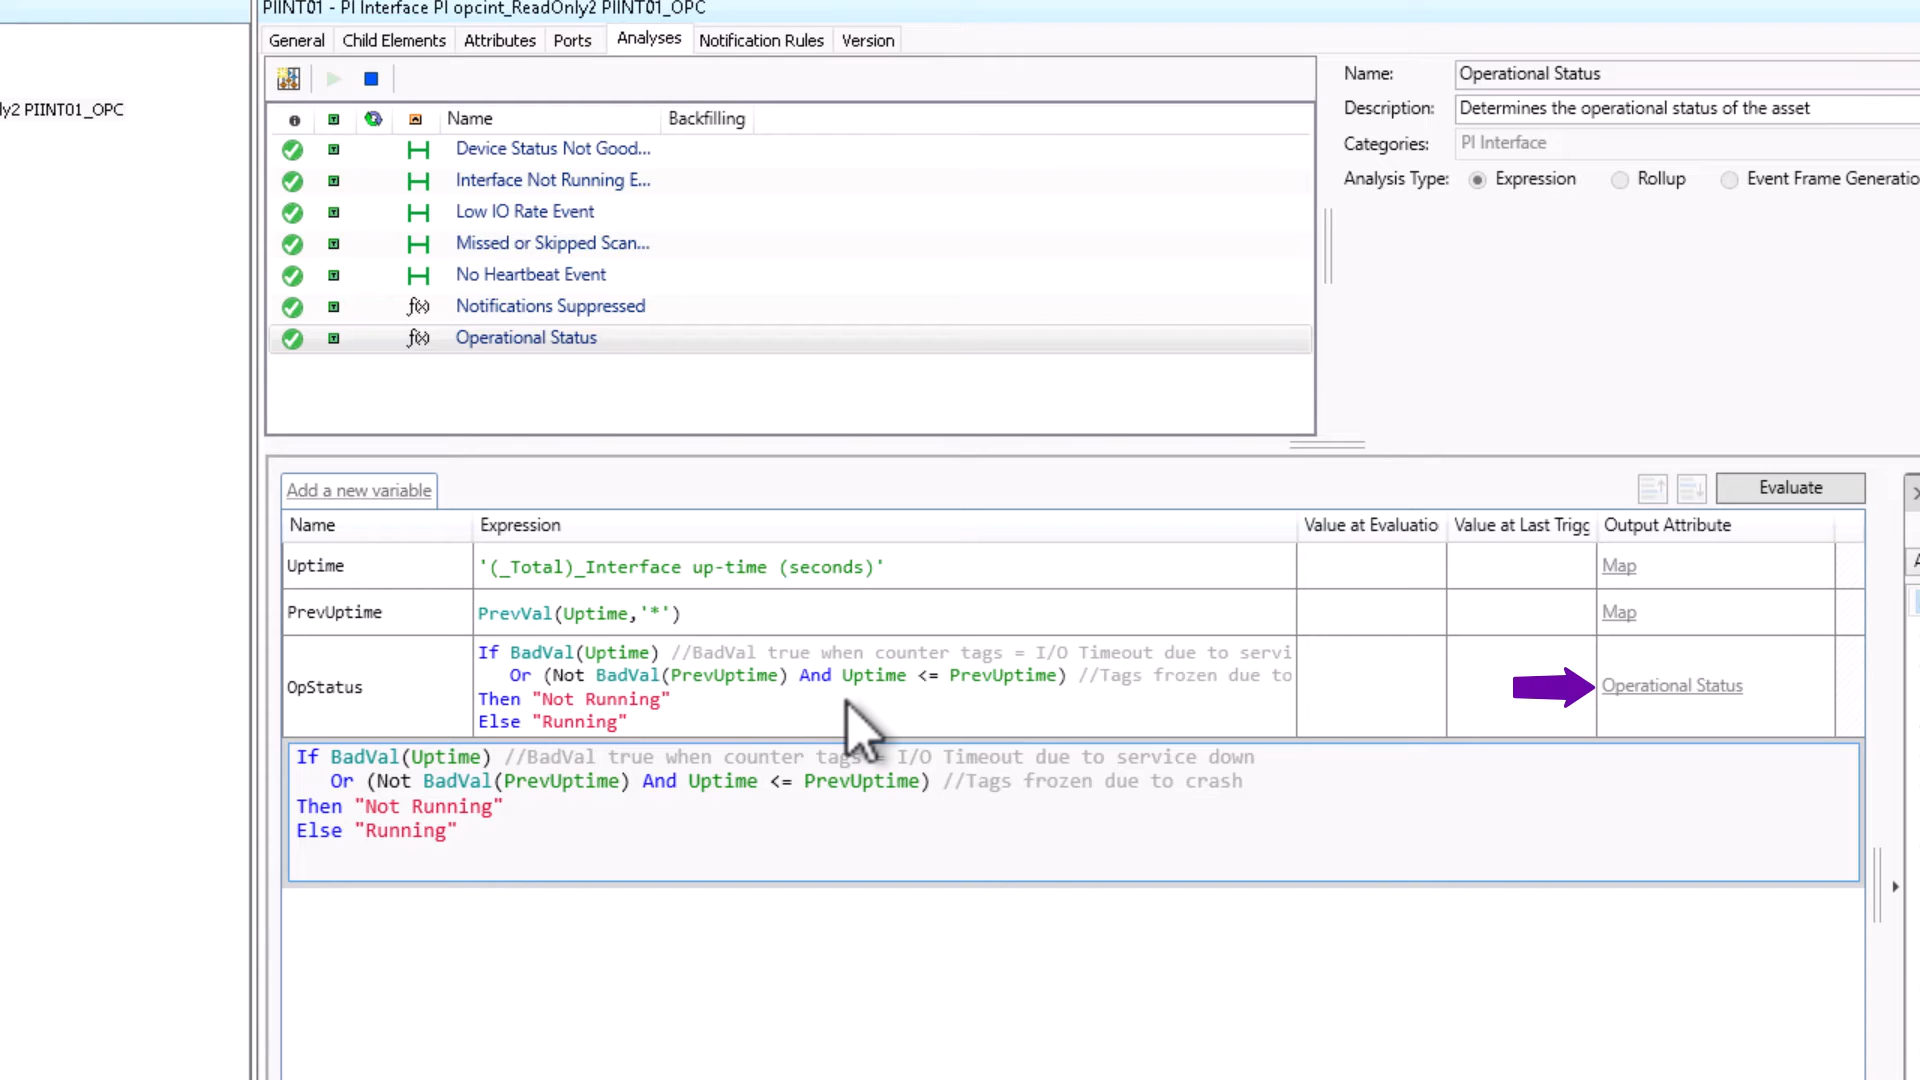 PIINT01 - PI Interface PI opcint_ReadOnly2 PIINT01_OPC
General Child Elements Attributes Ports Analyses Notification Rules Version
ly2 PIINT01_OPC
Name Backfilling
Device Status Not Good...
Interface Not Running E...
Low IO Rate Event
Missed or Skipped Scan...
No Heartbeat Event
f(x) Notifications Suppressed
f(x) Operational Status
Name: Operational Status
Description: Determines the operational status of the asset
Categories: PI Interface
Analysis Type: Expression Rollup Event Frame Generatio
Add a new variable
Evaluate
Name Expression Value at Evaluatio Value at Last Trigg Output Attribute
Uptime '(_Total)_Interface up-time (seconds)' Map
PrevUptime PrevVal(Uptime,'*') Map
OpStatus If BadVal(Uptime) //BadVal true when counter tags = I/O Timeout due to servi
Or (Not BadVal(PrevUptime) And Uptime <= PrevUptime) //Tags frozen due to
Then "Not Running"
Else "Running"
Operational Status
If BadVal(Uptime) //BadVal true when counter tags = I/O Timeout due to service down
Or (Not BadVal(PrevUptime) And Uptime <= PrevUptime) //Tags frozen due to crash
Then "Not Running"
Else "Running"